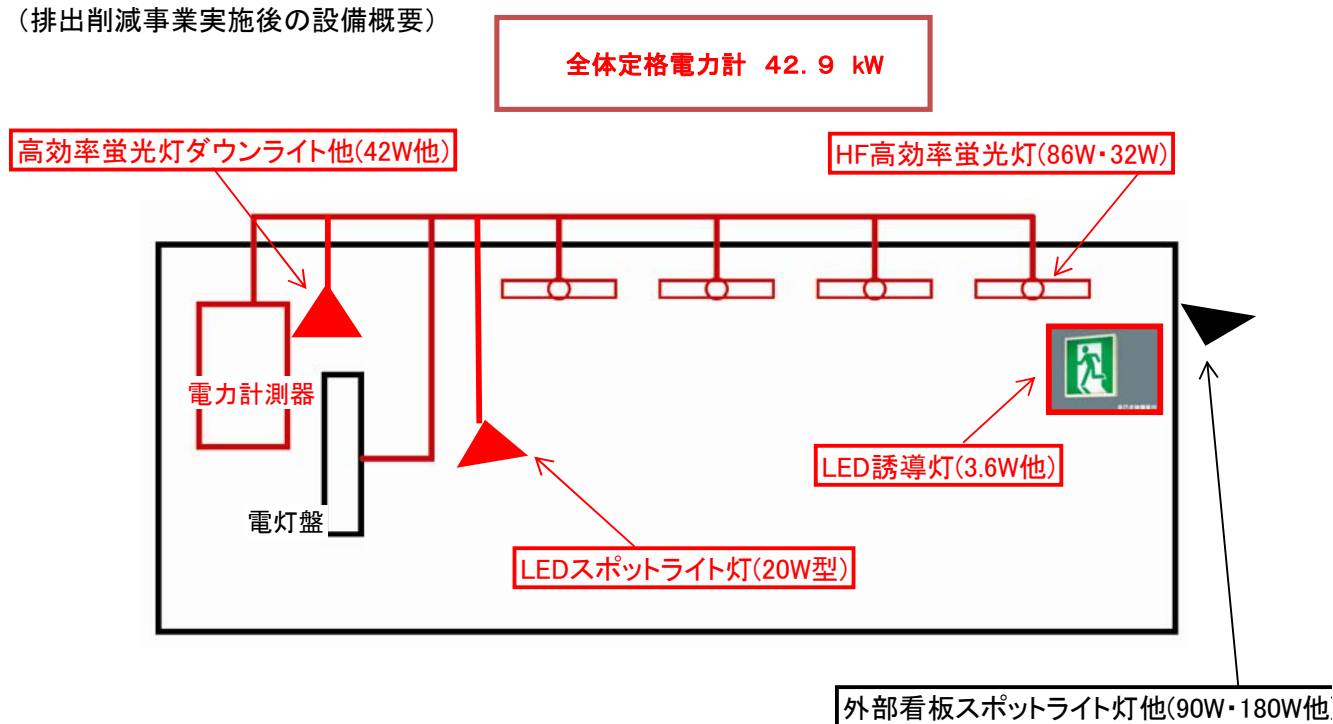 （排出削減事業実施後の設備概要）
全体定格電力計　42．9　kW
高効率蛍光灯ダウンライト他(42W他)
HF高効率蛍光灯(86W・32W)
電力計測器
LED誘導灯(3.6W他)
電灯盤
LEDスポットライト灯(20W型)
外部看板スポットライト灯他(90W・180W他)